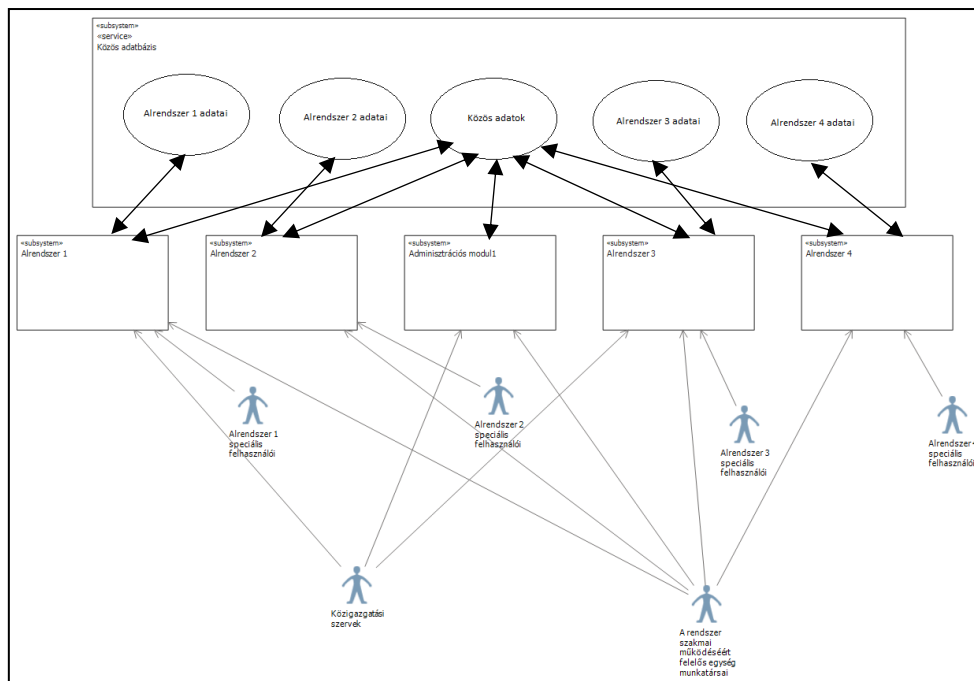 «subsystem»
«service»
Közös adatbázis
Alrendszer 1 adatai
Alrendszer 2 adatai
Közös adatok
Alrendszer 3 adatai
Alrendszer 4 adatai
«subsystem»
Alrendszer 1
«subsystem»
Alrendszer 2
«subsystem»
Adminisztrációs modul1
«subsystem»
Alrendszer 3
«subsystem»
Alrendszer 4
Alrendszer 1
speciális
felhasználói
Alrendszer 2
speciális
felhasználói
Alrendszer 3
speciális
felhasználói
Alrendszer
speciális
felhasználói
Közigazgatási
szervek
A rendszer
szakmai
működéséért
felelős egység
munkatársai